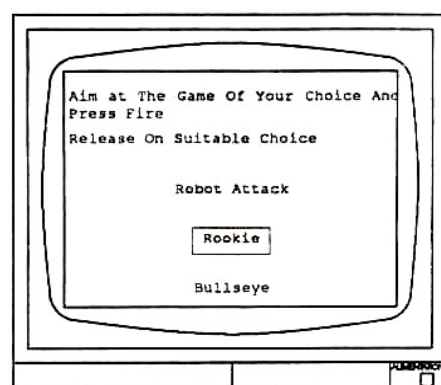 Aim at The Game Of Your Choice And
Press Fire
Release On Suitable Choice
Robot Attack
Rookie
Bullseye